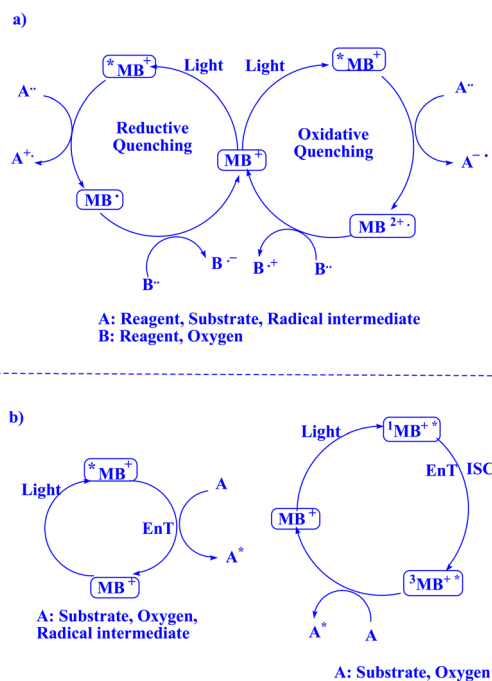 a)
*MB+
Light
Light
*MB+
A··
A··
Reductive
Quenching
Oxidative
Quenching
MB+
A+·
A−·
MB·
MB2+·
B·−
B·+
B··
B··
A: Reagent, Substrate, Radical intermediate
B: Reagent, Oxygen
b)
*MB+
Light
A
EnT
A*
MB+
A: Substrate, Oxygen,
Radical intermediate
Light
1MB+*
EnT
ISC
MB+
3MB+*
A*
A
A: Substrate, Oxygen